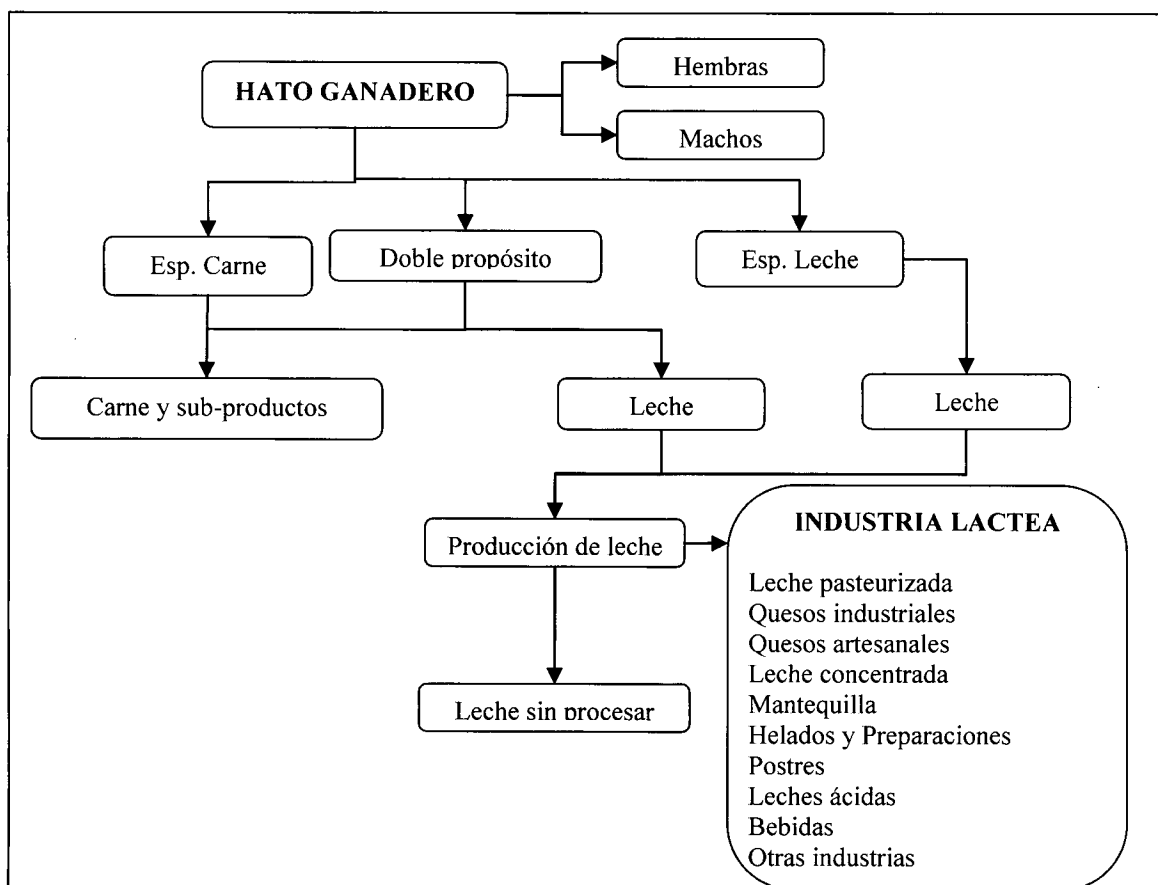 HATO GANADERO
Hembras
Machos
Esp. Carne
Doble propósito
Esp. Leche
Carne y sub-productos
Leche
Leche
Producción de leche
Leche sin procesar
INDUSTRIA LACTEA
Leche pasteurizada
Quesos industriales
Quesos artesanales
Leche concentrada
Mantequilla
Helados y Preparaciones
Postres
Leches ácidas
Bebidas
Otras industrias